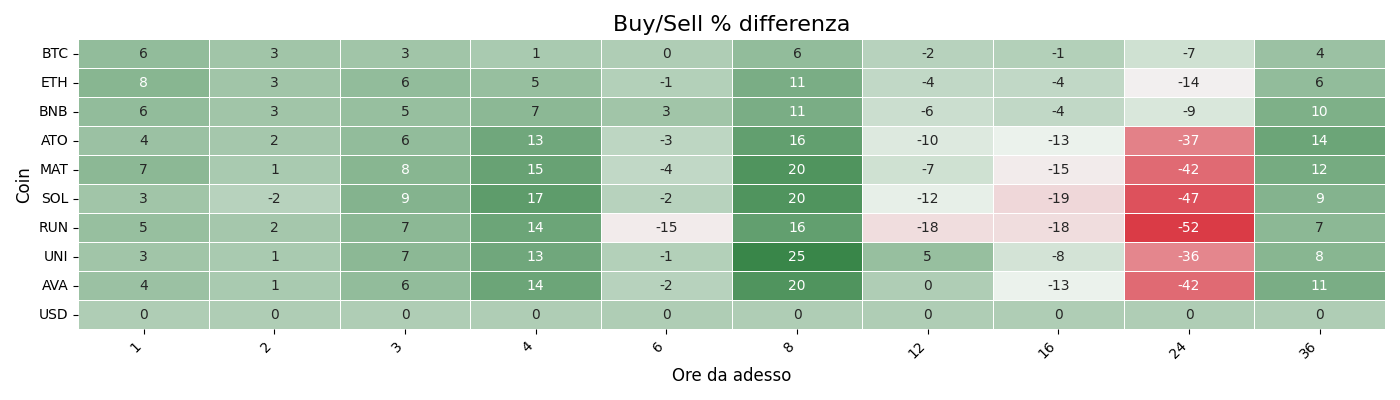 Buy/Sell % differenza
Coin
BTC 6 3 3 1 0 6 -2 -1 -7 4
ETH 8 3 6 5 -1 11 -4 -4 -14 6
BNB 6 3 5 7 3 11 -6 -4 -9 10
ATO 4 2 6 13 -3 16 -10 -13 -37 14
MAT 7 1 8 15 -4 20 -7 -15 -42 12
SOL 3 -2 9 17 -2 20 -12 -19 -47 9
RUN 5 2 7 14 -15 16 -18 -18 -52 7
UNI 3 1 7 13 -1 25 5 -8 -36 8
AVA 4 1 6 14 -2 20 0 -13 -42 11
USD 0 0 0 0 0 0 0 0 0 0
1 2 3 4 6 8 12 16 24 36
Ore da adesso